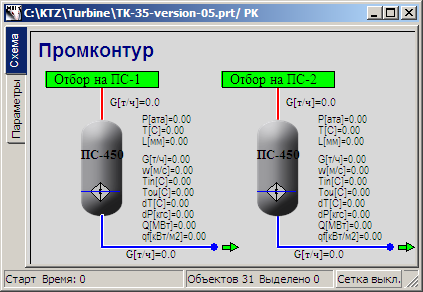 C:\KTZ\Turbine\TK-35-version-05.prt/ РК
Схема
Параметры
Промконтур
Отбор на ПС-1
G[т/ч]=0.0
ПС-450
P[ата]=0.00
T[C]=0.00
L[мм]=0.00
G[т/ч]=0.00
w[м/с]=0.00
Tin[C]=0.00
Tou[C]=0.00
dT[C]=0.00
dP[кгс]=0.00
Q[МВт]=0.00
qf[кВт/м2]=0.00
G[т/ч]=0.0
Отбор на ПС-2
G[т/ч]=0.0
ПС-450
P[ата]=0.00
T[C]=0.00
L[мм]=0.00
G[т/ч]=0.00
w[м/с]=0.00
Tin[C]=0.00
Tou[C]=0.00
dT[C]=0.00
dP[кгс]=0.00
Q[МВт]=0.00
qf[кВт/м2]=0.00
G[т/ч]=0.0
Старт Время: 0
Объектов 31 Выделено 0
Сетка выкл.